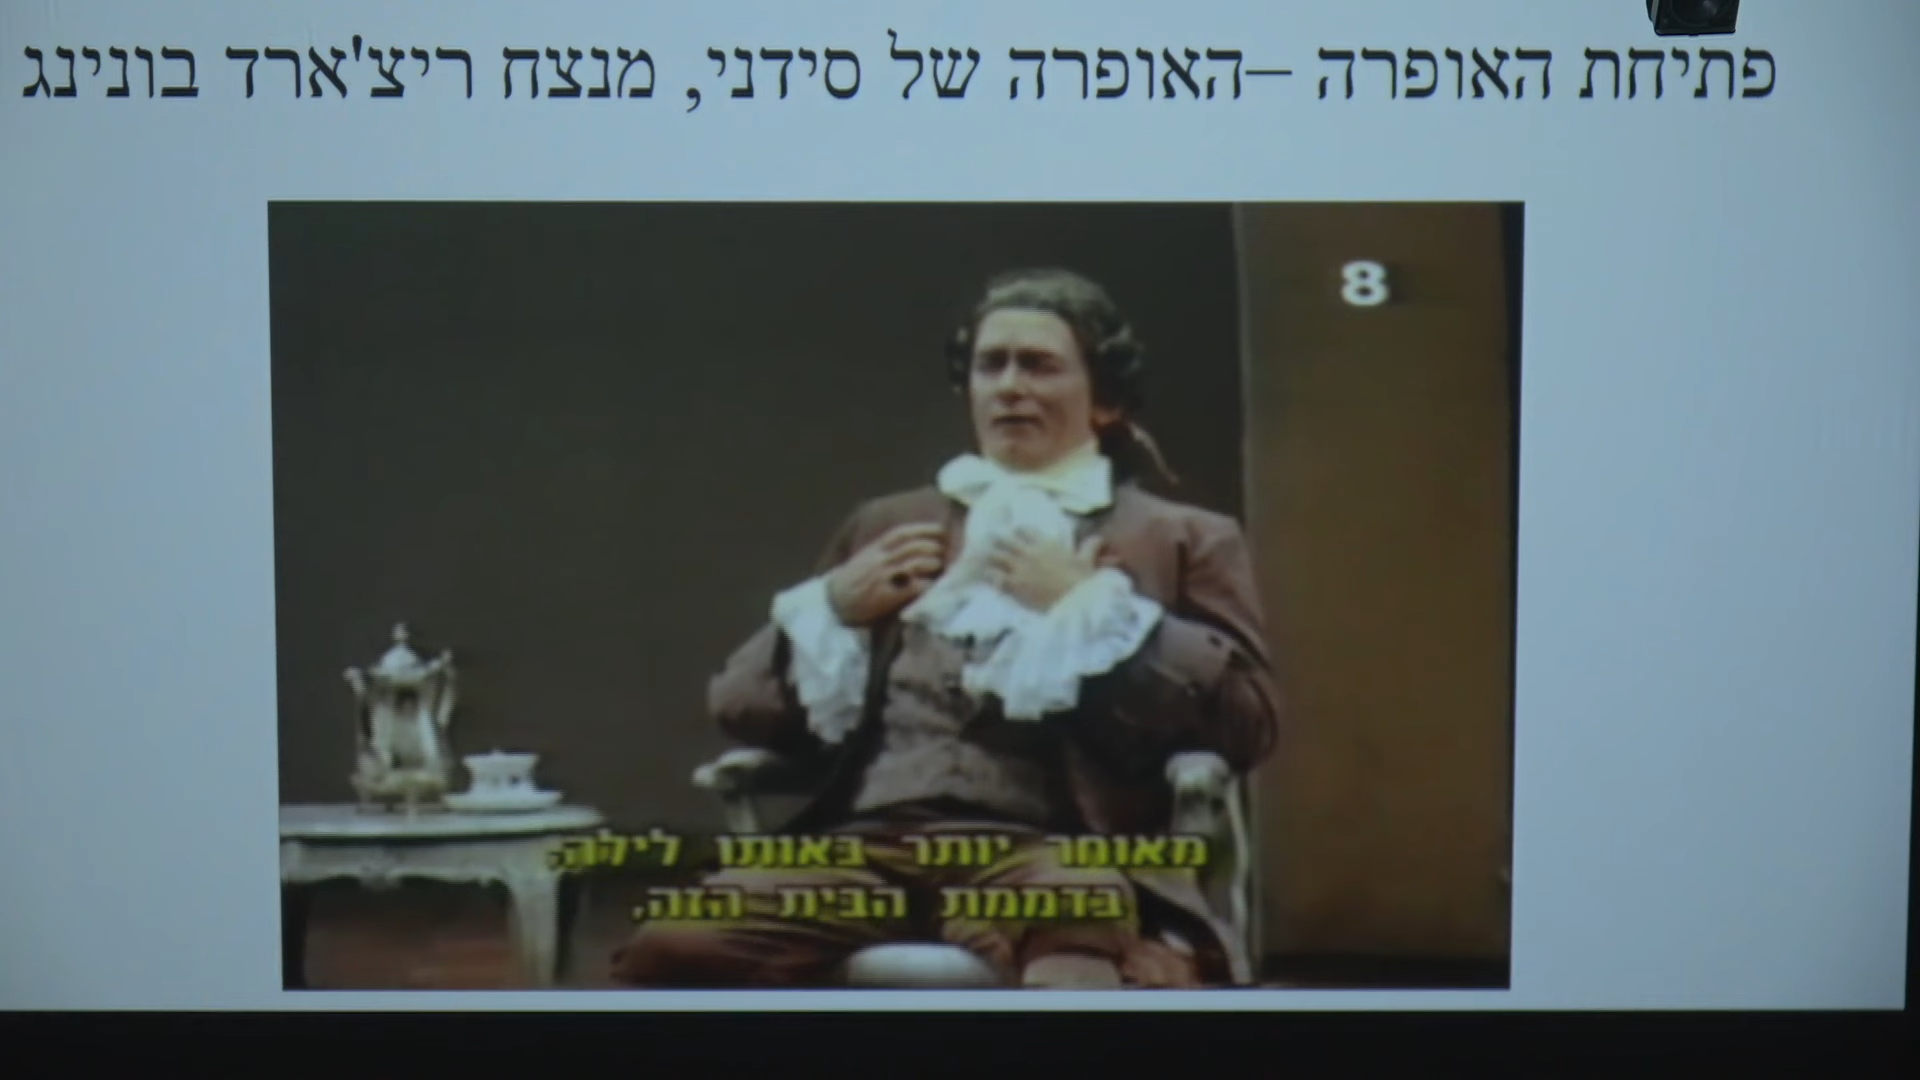 פתיחת האופרה –האופרה של סידני, מנצח ריצ'ארד בונינג
8
מאוחר יותר באותו לילה,
בדממת הבית הזה,